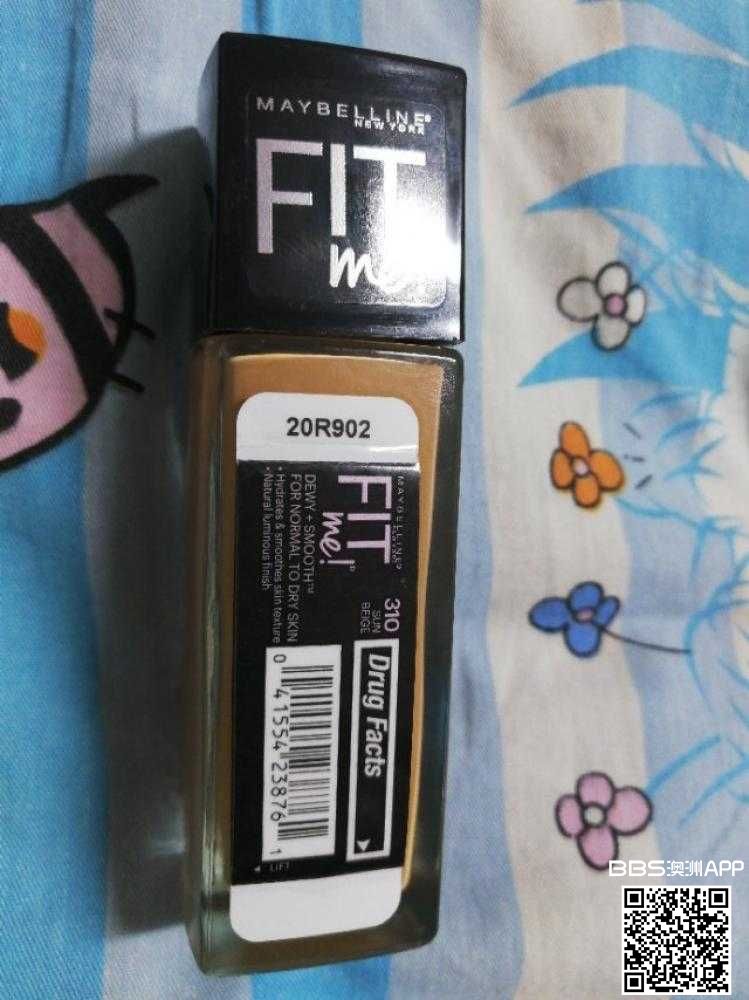 MAYBELLINE®
NEW YORK
FIT
me!
20R902
MAYBELLINE®
FIT
me!®
310
SUN
BEIGE
DEWY + SMOOTH™
FOR NORMAL TO DRY SKIN
• Hydrates & smoothes skin texture
• Natural luminous finish
Drug Facts
0 41554 23876 1
LIFT
BBS澳洲APP